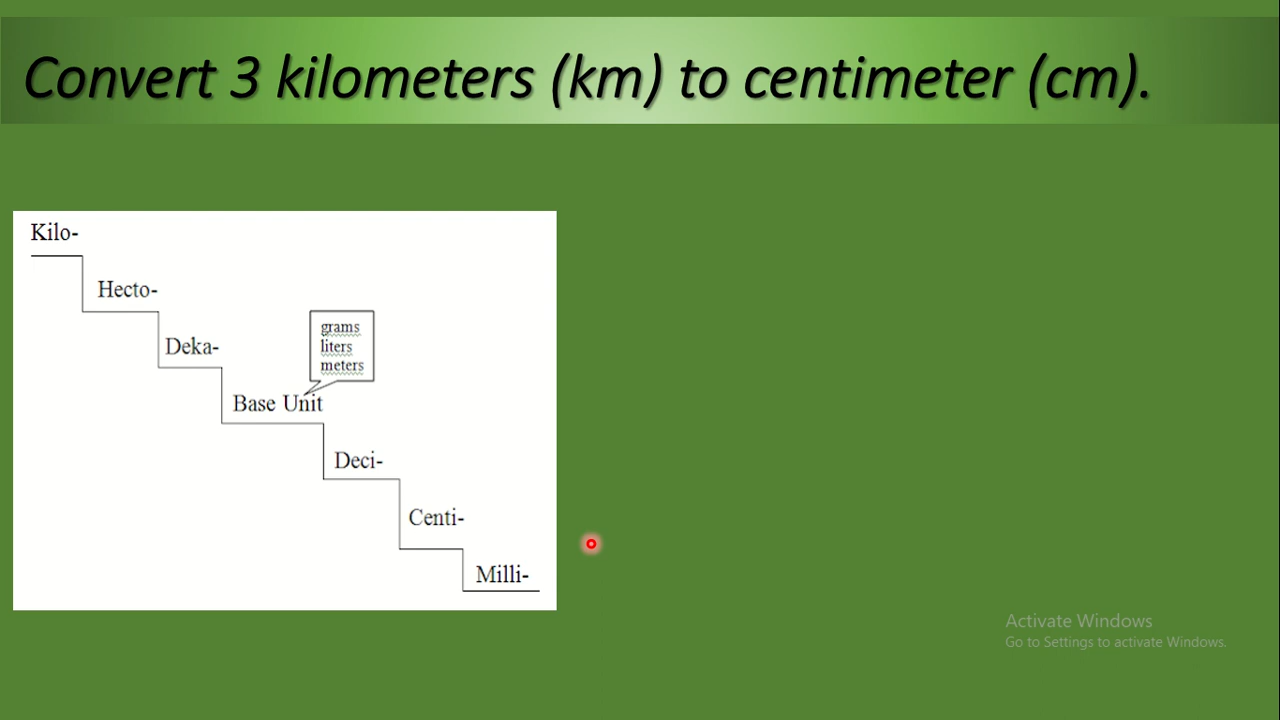 Convert 3 kilometers (km) to centimeter (cm).
Kilo-
Hecto-
grams
liters
meters
Deka-
Base Unit
Deci-
Centi-
Milli-
Activate Windows
Go to Settings to activate Windows.